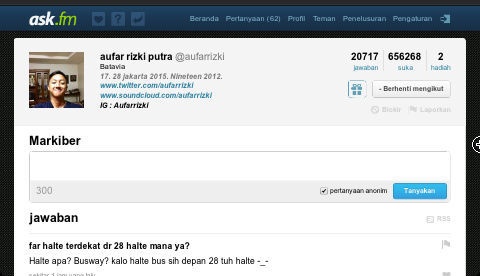 ask.fm
Beranda Pertanyaan (62) Profil Teman Penelusuran Pengaturan
aufar rizki putra @aufarrizki
Batavia
17. 28 jakarta 2015. Nineteen 2012.
www.twitter.com/aufarrizki
www.soundcloud.com/aufarrizki
IG : Aufarrizki
20717 656268 2
jawaban suka hadiah
- Berhenti mengikut
Blokir Laporkan
Markiber
300
pertanyaan anonim Tanyakan
jawaban
RSS
far halte terdekat dr 28 halte mana ya?
Halte apa? Busway? kalo halte bus sih depan 28 tuh halte -_-